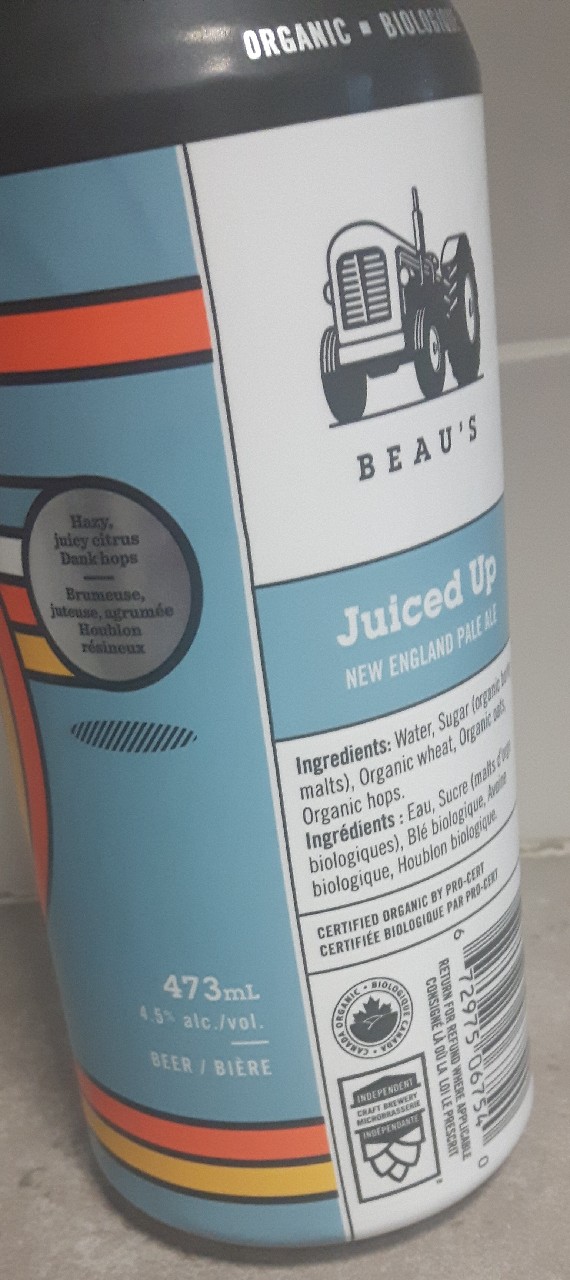 ORGANIC ▪ BIOLOGIQUE
BEAU'S
Hazy,
juicy citrus
Dank hops
Brumeuse,
juteuse, agrumée
Houblon
résineux
Juiced Up
NEW ENGLAND PALE ALE
Ingredients: Water, Sugar (organic
malts), Organic wheat, Organic oats,
Organic hops.
Ingrédients : Eau, Sucre (malts d'orge
biologiques), Blé biologique, Avoine
biologique, Houblon biologique.
CERTIFIED ORGANIC BY PRO-CERT
CERTIFIÉE BIOLOGIQUE PAR PRO-CERT
473mL
4.5% alc./vol.
BEER / BIÈRE
CANADA ORGANIC • BIOLOGIQUE CANADA •
INDEPENDENT
CRAFT BREWERY
MICROBRASSERIE
INDÉPENDANTE
RETURN FOR REFUND WHERE APPLICABLE
CONSIGNÉ LÀ OÙ LA LOI LE PRESCRIT
6 72975 06754 0